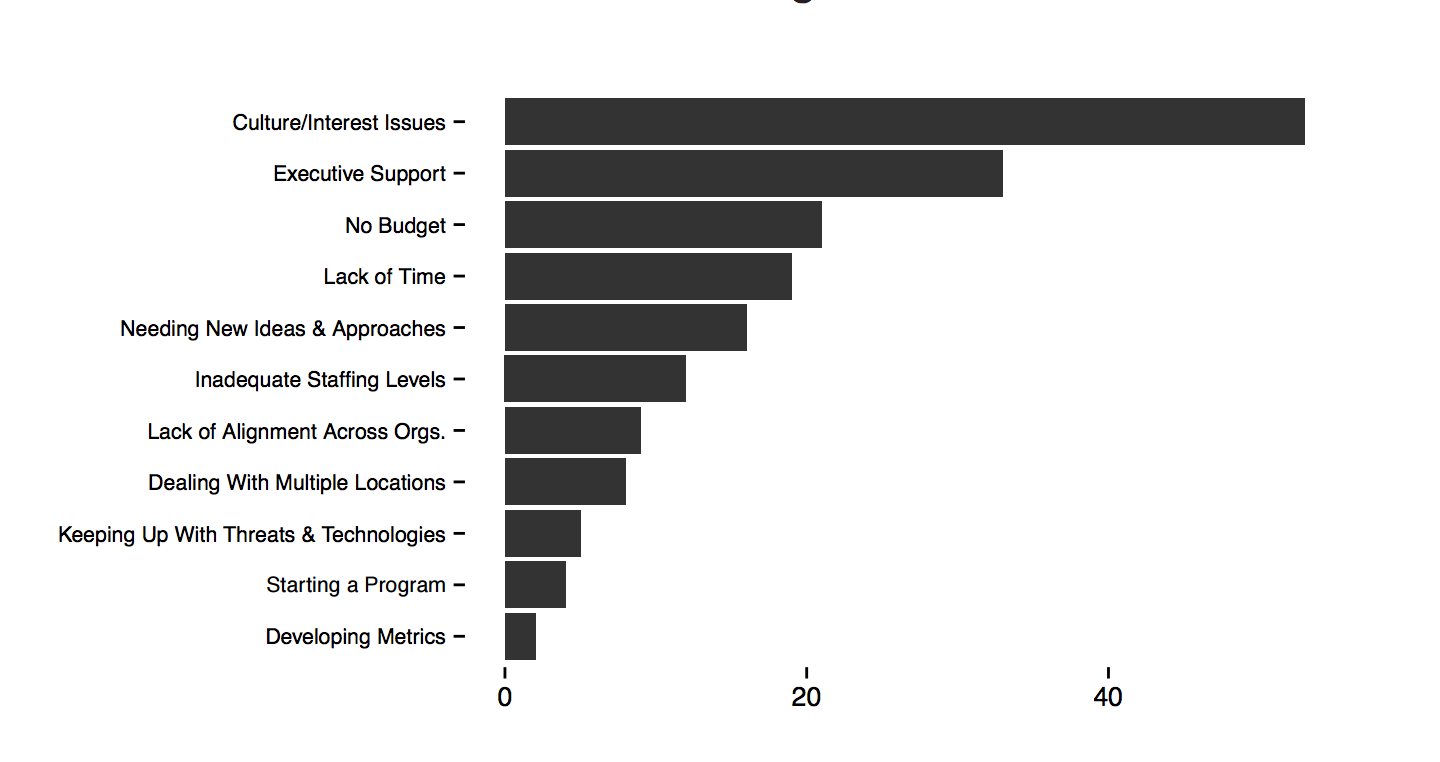 Culture/Interest Issues
Executive Support
No Budget
Lack of Time
Needing New Ideas & Approaches
Inadequate Staffing Levels
Lack of Alignment Across Orgs.
Dealing With Multiple Locations
Keeping Up With Threats & Technologies
Starting a Program
Developing Metrics
0 20 40